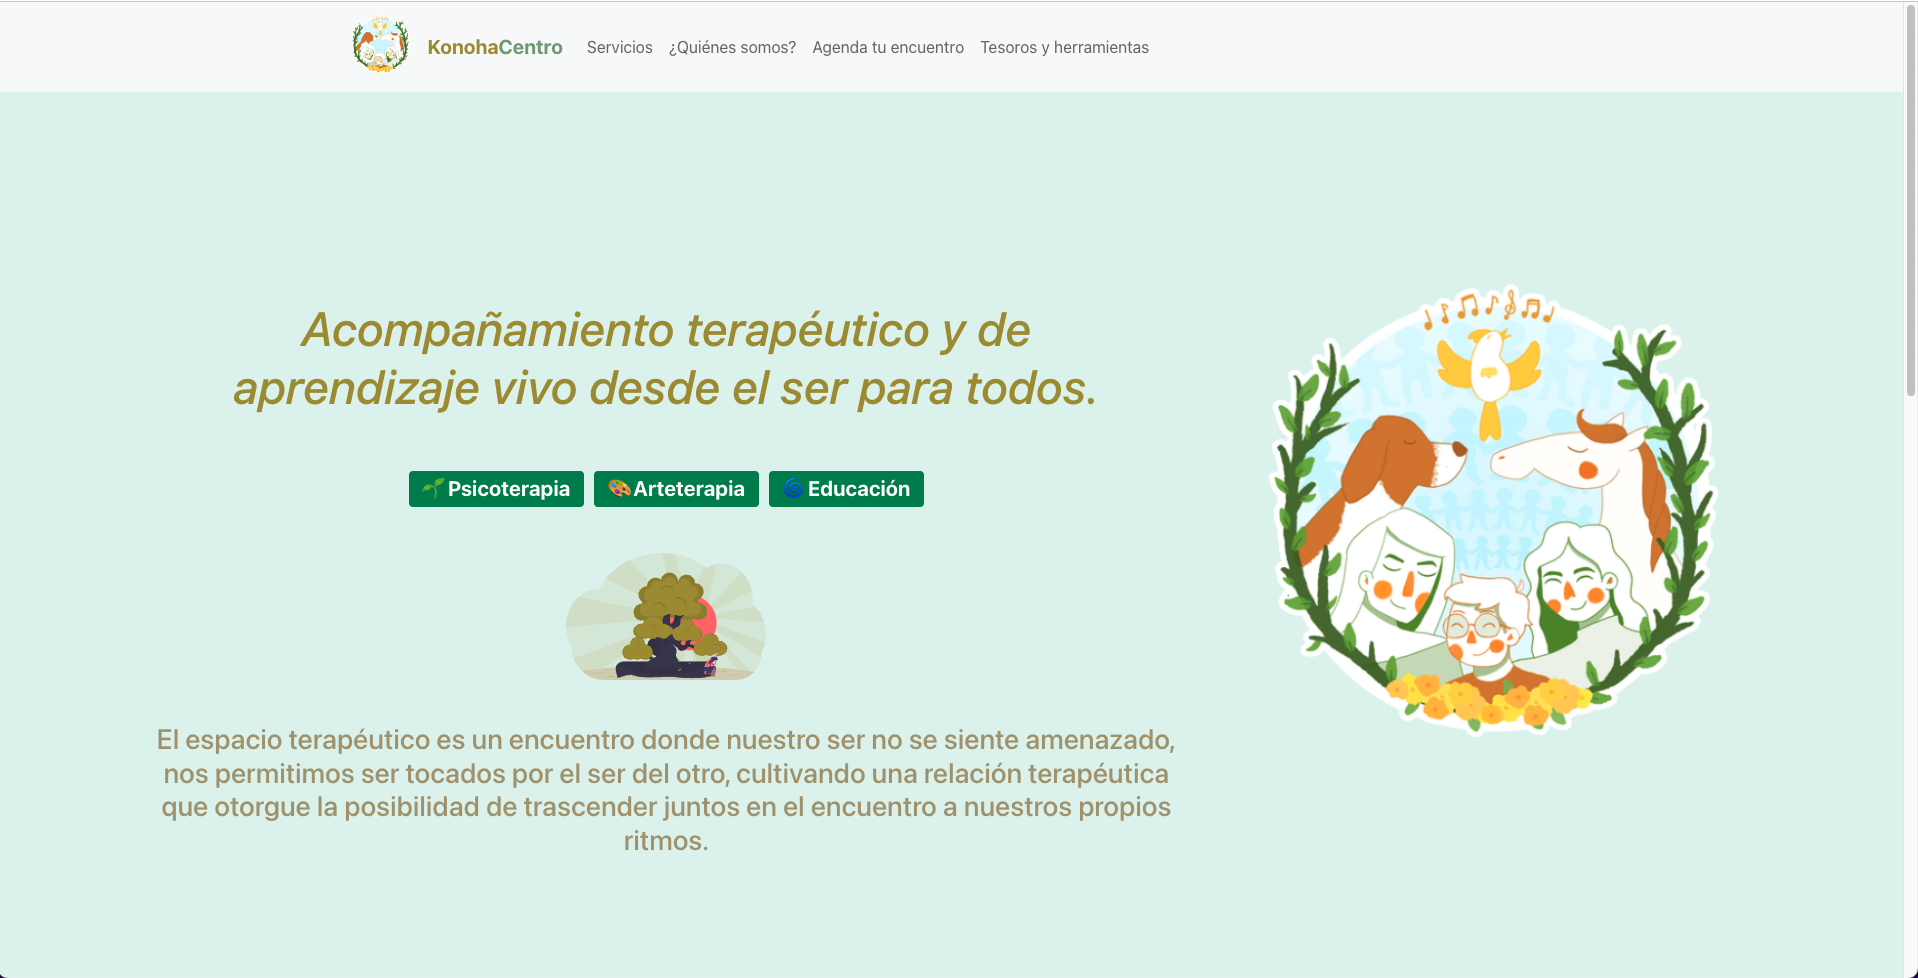 KonohaCentro Servicios ¿Quiénes somos? Agenda tu encuentro Tesoros y herramientas
Acompañamiento terapéutico y de
aprendizaje vivo desde el ser para todos.
🌱Psicoterapia 🎨Arteterapia 🌀Educación
El espacio terapéutico es un encuentro donde nuestro ser no se siente amenazado,
nos permitimos ser tocados por el ser del otro, cultivando una relación terapéutica
que otorgue la posibilidad de trascender juntos en el encuentro a nuestros propios
ritmos.